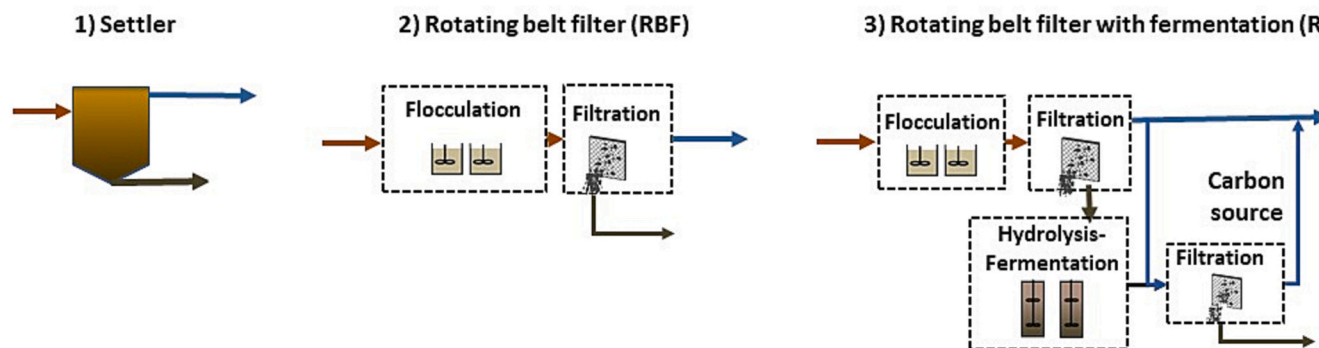 1) Settler
2) Rotating belt filter (RBF)
3) Rotating belt filter with fermentation (R
Flocculation
Filtration
Flocculation
Filtration
Carbon
source
Hydrolysis-
Fermentation
Filtration